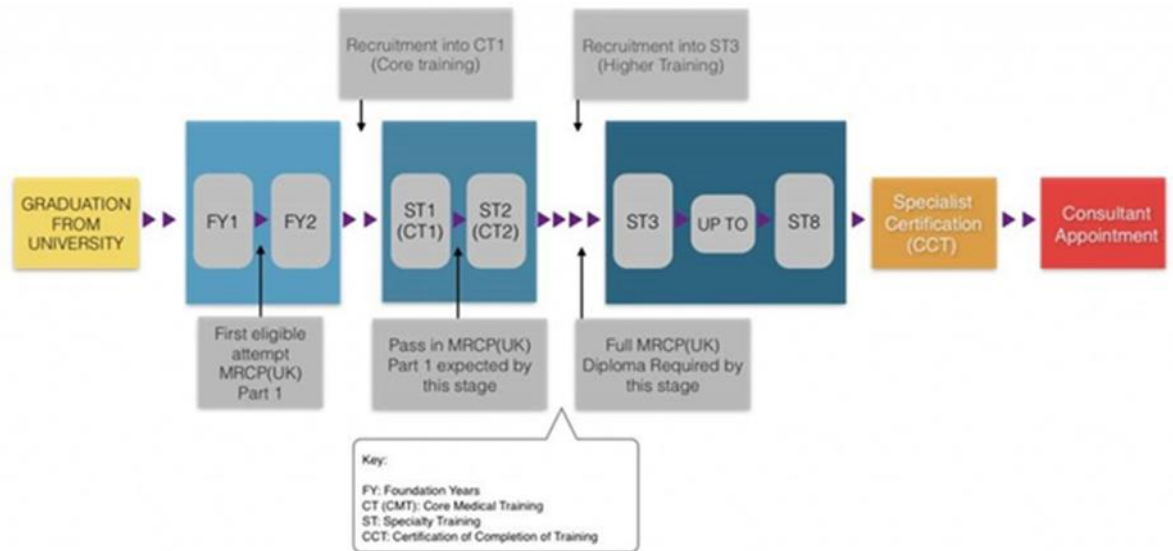 Recruitment into CT1
(Core training)
Recruitment into ST3
(Higher Training)
GRADUATION
FROM
UNIVERSITY
FY1
FY2
ST1
(CT1)
ST2
(CT2)
ST3
UP TO
ST8
Specialist
Certification
(CCT)
Consultant
Appointment
First eligible
attempt
MRCP(UK)
Part 1
Pass in MRCP(UK)
Part 1 expected by
this stage
Full MRCP(UK)
Diploma Required by
this stage
Key:
FY: Foundation Years
CT (CMT): Core Medical Training
ST: Specialty Training
CCT: Certification of Completion of Training